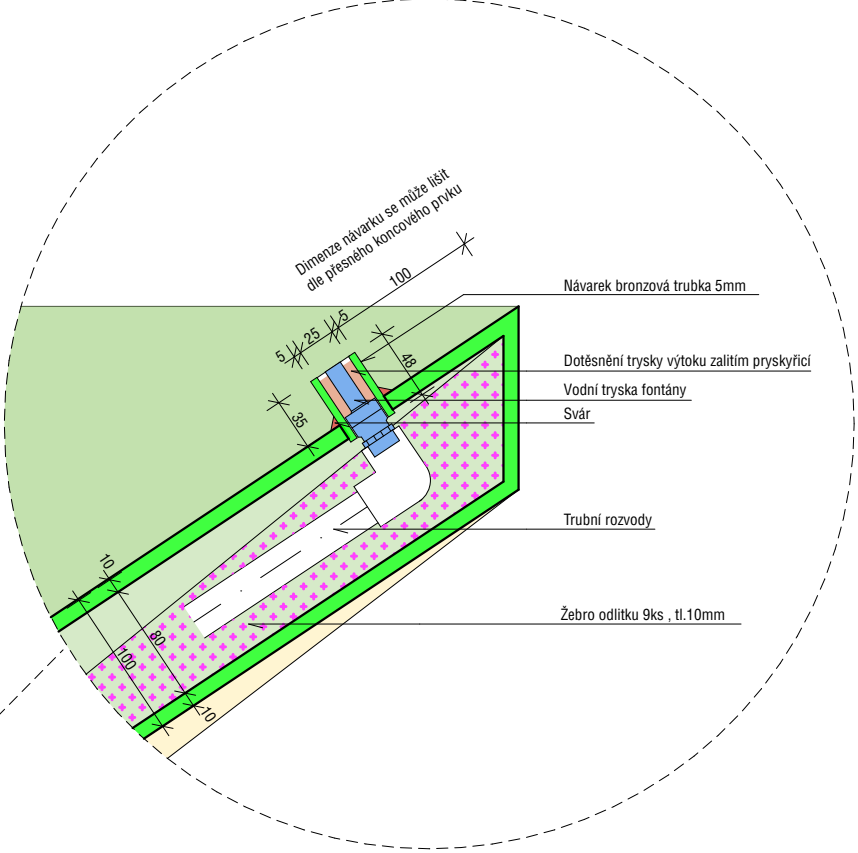 Dimenze návarku se může lišit
dle přesného koncového prvku
100
5
25
5
48
35
Návarek bronzová trubka 5mm
Dotěsnění trysky výtoku zalitím pryskyřicí
Vodní tryska fontány
Svár
Trubní rozvody
Žebro odlitku 9ks , tl.10mm
10
80
100
10